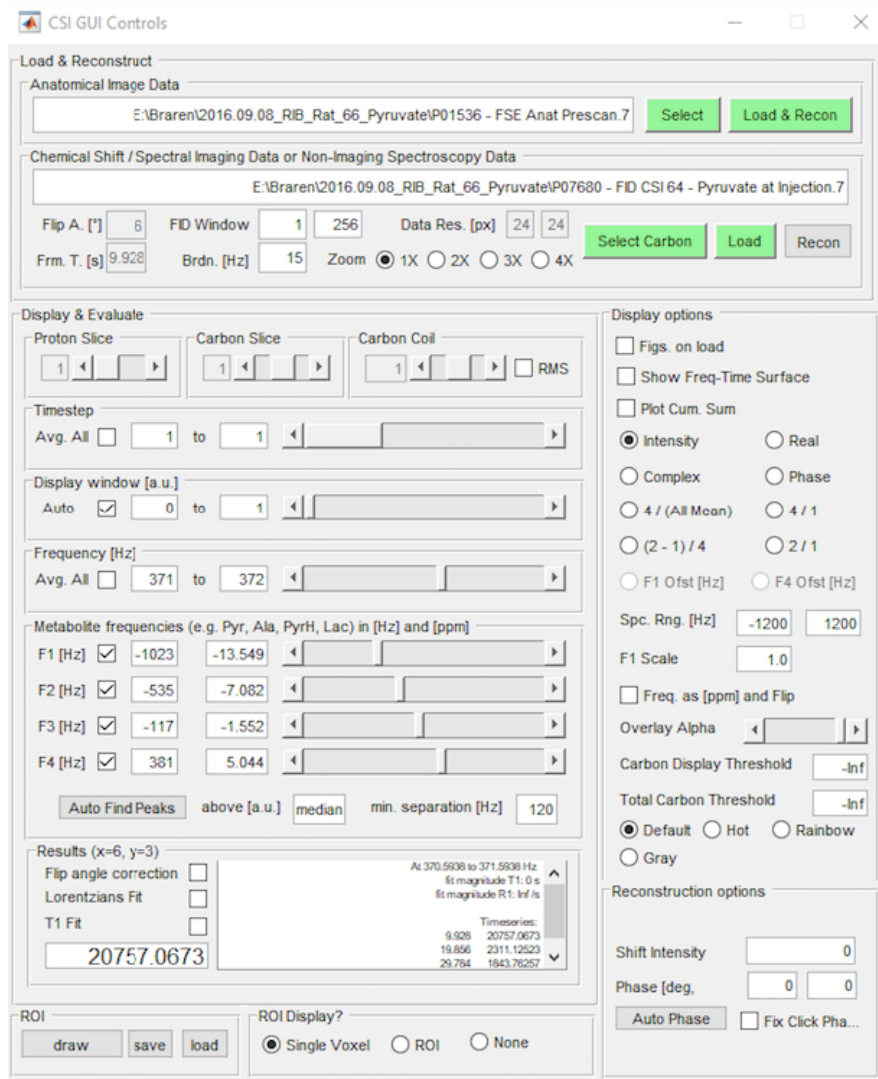 CSI GUI Controls
Load & Reconstruct
Anatomical Image Data
E:\Braren\2016.09.08_RIB_Rat_66_Pyruvate\P01536 - FSE Anat Prescan.7 Select Load & Recon
Chemical Shift / Spectral Imaging Data or Non-Imaging Spectroscopy Data
E:\Braren\2016.09.08_RIB_Rat_66_Pyruvate\P07680 - FID CSI 64 - Pyruvate at Injection.7
Flip A. [°] 6 FID Window 1 256 Data Res. [px] 24 24
Select Carbon Load Recon
Frm. T. [s] 9.928 Brdn. [Hz] 15 Zoom 1X 2X 3X 4X
Display & Evaluate
Proton Slice Carbon Slice Carbon Coil
1 1 1 RMS
Timestep
Avg. All 1 to 1
Display window [a.u.]
Auto 0 to 1
Frequency [Hz]
Avg. All 371 to 372
Metabolite frequencies (e.g. Pyr, Ala, PyrH, Lac) in [Hz] and [ppm]
F1 [Hz] -1023 -13.549
F2 [Hz] -535 -7.082
F3 [Hz] -117 -1.552
F4 [Hz] 381 5.044
Auto Find Peaks above [a.u.] median min. separation [Hz] 120
Results (x=6, y=3)
Flip angle correction
Lorentzians Fit
T1 Fit
20757.0673
At 370.5938 to 371.5938 Hz
fit magnitude T1: 0 s
fit magnitude R1: Inf /s
Timeseries:
9.928 20757.0673
19.856 2311.12523
29.784 1843.76257
ROI
draw save load
ROI Display?
Single Voxel ROI None
Display options
Figs. on load
Show Freq-Time Surface
Plot Cum. Sum
Intensity Real
Complex Phase
4 / (All Mean) 4 / 1
(2 - 1) / 4 2 / 1
F1 Ofst [Hz] F4 Ofst [Hz]
Spc. Rng. [Hz] -1200 1200
F1 Scale 1.0
Freq. as [ppm] and Flip
Overlay Alpha
Carbon Display Threshold -Inf
Total Carbon Threshold -Inf
Default Hot Rainbow
Gray
Reconstruction options
Shift Intensity 0
Phase [deg, 0 0
Auto Phase Fix Click Pha...